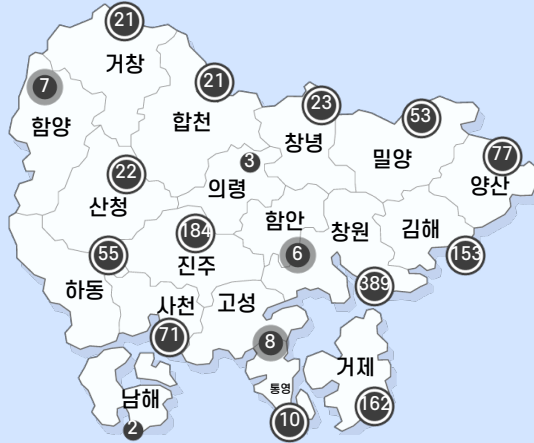 21
거창
7
함양
21
합천
23
창녕
53
밀양
77
양산
22
산청
3
의령
184
진주
함안
6
창원
김해
153
389
55
하동
사천
71
고성
8
통영
10
거제
162
남해
2